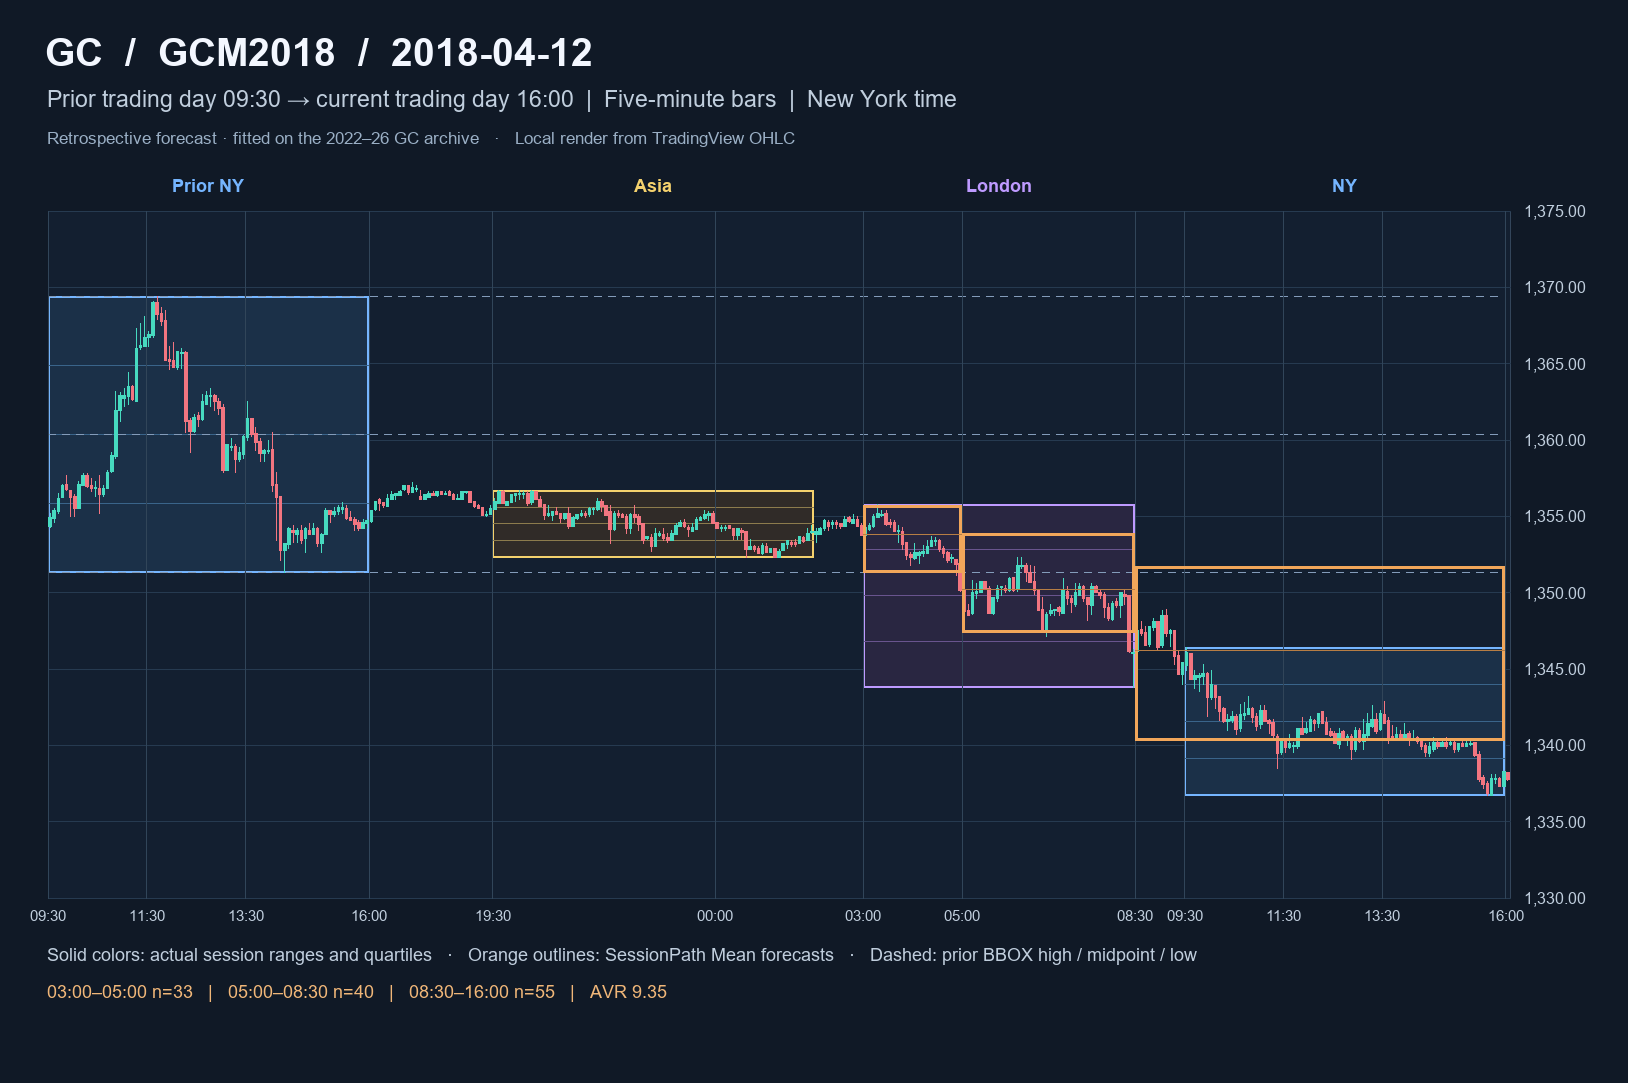 GC / GCM2018 / 2018-04-12
Prior trading day 09:30 → current trading day 16:00 | Five-minute bars | New York time
Retrospective forecast · fitted on the 2022–26 GC archive · Local render from TradingView OHLC
Prior NY Asia London NY
1,375.00
1,370.00
1,365.00
1,360.00
1,355.00
1,350.00
1,345.00
1,340.00
1,335.00
1,330.00
09:30 11:30 13:30 16:00 19:30 00:00 03:00 05:00 08:30 09:30 11:30 13:30 16:00
Solid colors: actual session ranges and quartiles · Orange outlines: SessionPath Mean forecasts · Dashed: prior BBOX high / midpoint / low
03:00–05:00 n=33 | 05:00–08:30 n=40 | 08:30–16:00 n=55 | AVR 9.35